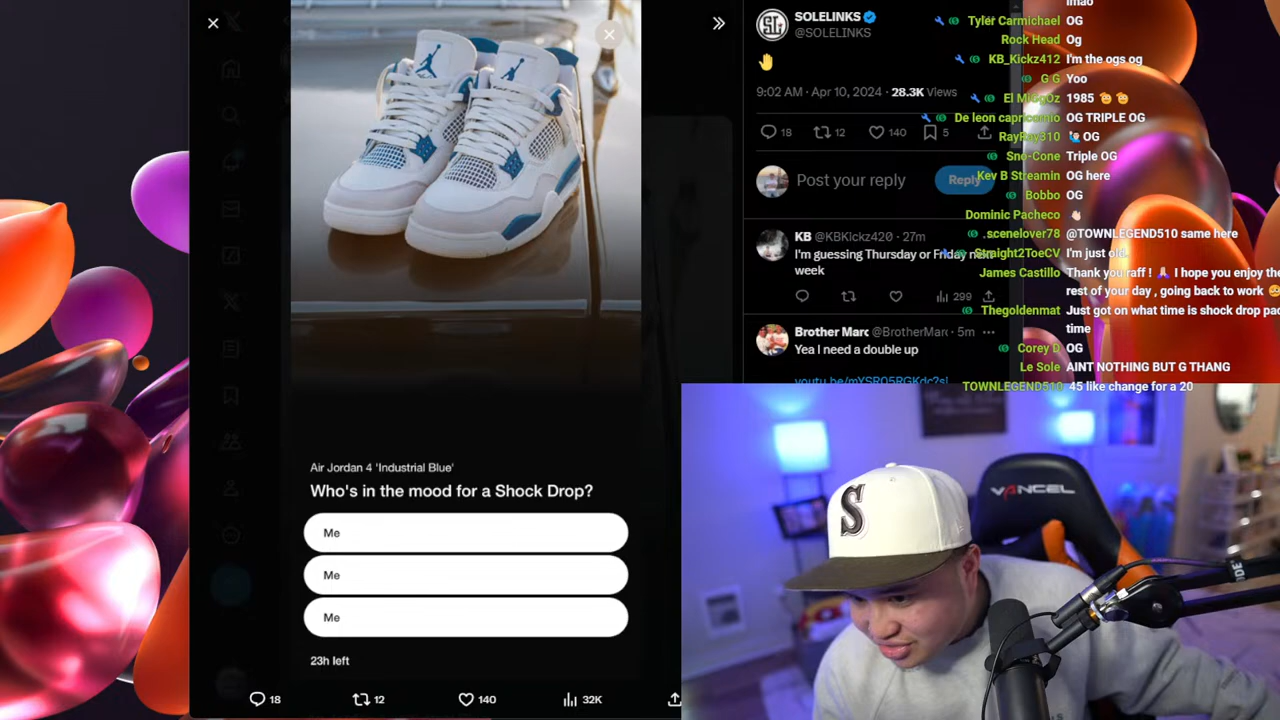 Air Jordan 4 'Industrial Blue'
Who's in the mood for a Shock Drop?
Me
Me
Me
23h left
18
12
140
32K
SOLELINKS
@SOLELINKS
🤚
9:02 AM · Apr 10, 2024 · 28.3K Views
18
12
140
5
Post your reply
Reply
KB @KBKickz420 · 27m
I'm guessing Thursday or Friday next
week
299
Brother Marc @BrotherMarc · 5m
Yea I need a double up
lmao
Tyler Carmichael OG
Rock Head Og
KB_Kickz412 I'm the ogs og
G G Yoo
1985
De leon capricornio OG TRIPLE OG
RayRay310 OG
Sno-Cone Triple OG
Kev B Streamin OG here
Bobbo OG
Dominic Pacheco 👋🏻
.scenelover78 @TOWNLEGEND510 same here
Straight2ToeCV I'm just old.
James Castillo Thank you raff ! 🙏🏻 I hope you enjoy the
rest of your day , going back to work
Thegoldenmat Just got on what time is shock drop pac
time
Corey D OG
Le Sole AINT NOTHING BUT G THANG
TOWNLEGEND510 45 like change for a 20
S
VANCEL